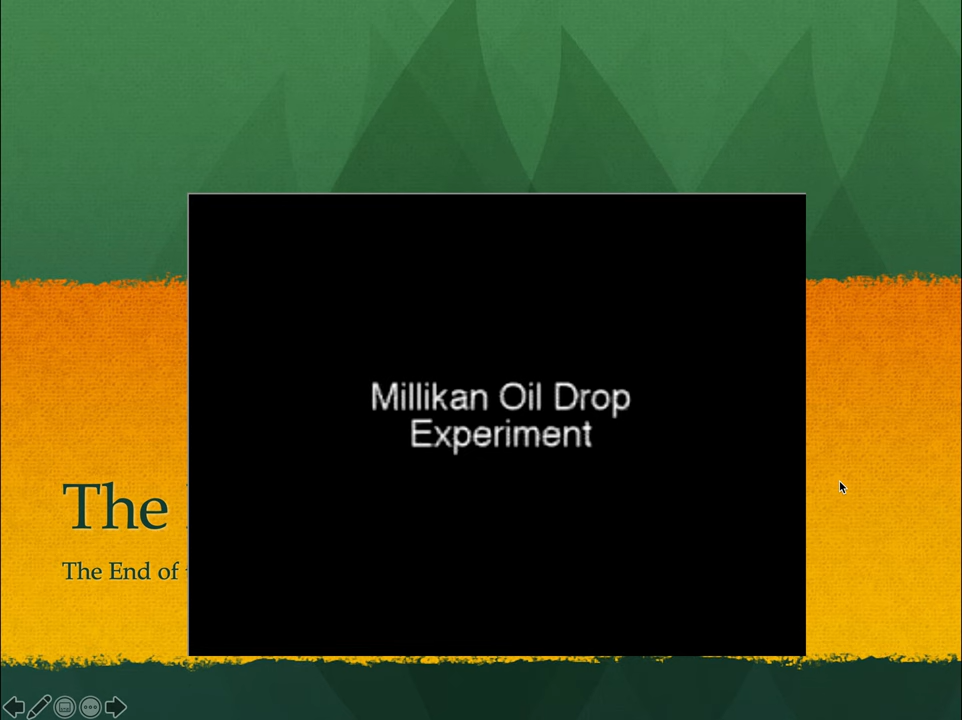 Millikan Oil Drop
Experiment
The
The End of